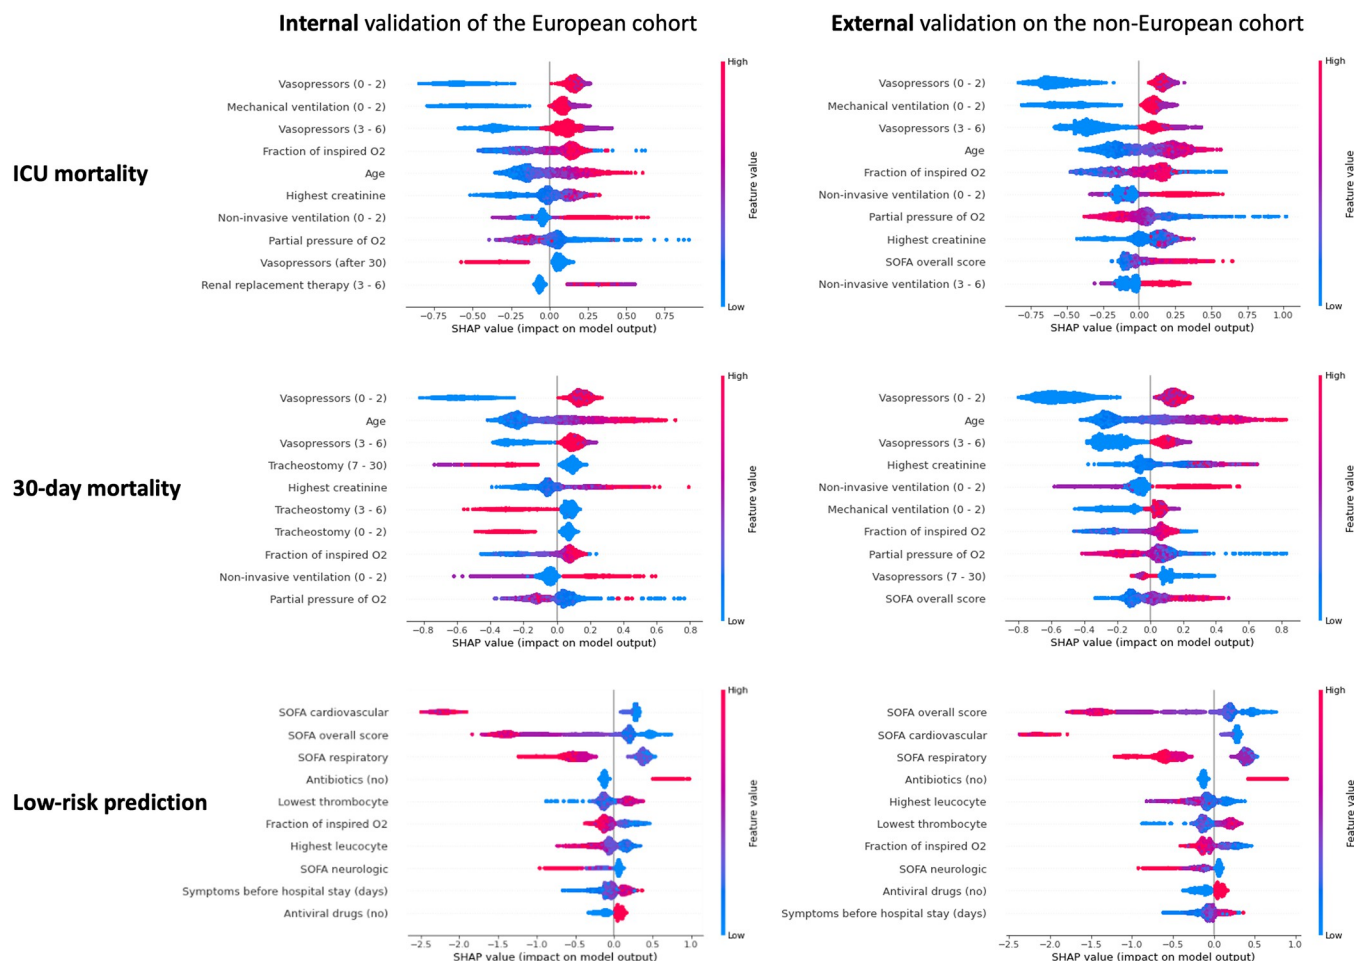 Internal validation of the European cohort
External validation on the non-European cohort
ICU mortality
Vasopressors (0 - 2)
Mechanical ventilation (0 - 2)
Vasopressors (3 - 6)
Fraction of inspired O2
Age
Highest creatinine
Non-invasive ventilation (0 - 2)
Partial pressure of O2
Vasopressors (after 30)
Renal replacement therapy (3 - 6)
−0.75 −0.50 −0.25 0.00 0.25 0.50 0.75
SHAP value (impact on model output)
High
Feature value
Low
Vasopressors (0 - 2)
Mechanical ventilation (0 - 2)
Vasopressors (3 - 6)
Age
Fraction of inspired O2
Non-invasive ventilation (0 - 2)
Partial pressure of O2
Highest creatinine
SOFA overall score
Non-invasive ventilation (3 - 6)
−0.75 −0.50 −0.25 0.00 0.25 0.50 0.75 1.00
SHAP value (impact on model output)
High
Feature value
Low
30-day mortality
Vasopressors (0 - 2)
Age
Vasopressors (3 - 6)
Tracheostomy (7 - 30)
Highest creatinine
Tracheostomy (3 - 6)
Tracheostomy (0 - 2)
Fraction of inspired O2
Non-invasive ventilation (0 - 2)
Partial pressure of O2
−0.8 −0.6 −0.4 −0.2 0.0 0.2 0.4 0.6 0.8
SHAP value (impact on model output)
High
Feature value
Low
Vasopressors (0 - 2)
Age
Vasopressors (3 - 6)
Highest creatinine
Non-invasive ventilation (0 - 2)
Mechanical ventilation (0 - 2)
Fraction of inspired O2
Partial pressure of O2
Vasopressors (7 - 30)
SOFA overall score
−0.8 −0.6 −0.4 −0.2 0.0 0.2 0.4 0.6 0.8
SHAP value (impact on model output)
High
Feature value
Low
Low-risk prediction
SOFA cardiovascular
SOFA overall score
SOFA respiratory
Antibiotics (no)
Lowest thrombocyte
Fraction of inspired O2
Highest leucocyte
SOFA neurologic
Symptoms before hospital stay (days)
Antiviral drugs (no)
−2.5 −2.0 −1.5 −1.0 −0.5 0.0 0.5 1.0
SHAP value (impact on model output)
High
Feature value
Low
SOFA overall score
SOFA cardiovascular
SOFA respiratory
Antibiotics (no)
Highest leucocyte
Lowest thrombocyte
Fraction of inspired O2
SOFA neurologic
Antiviral drugs (no)
Symptoms before hospital stay (days)
−2.5 −2.0 −1.5 −1.0 −0.5 0.0 0.5 1.0
SHAP value (impact on model output)
High
Feature value
Low